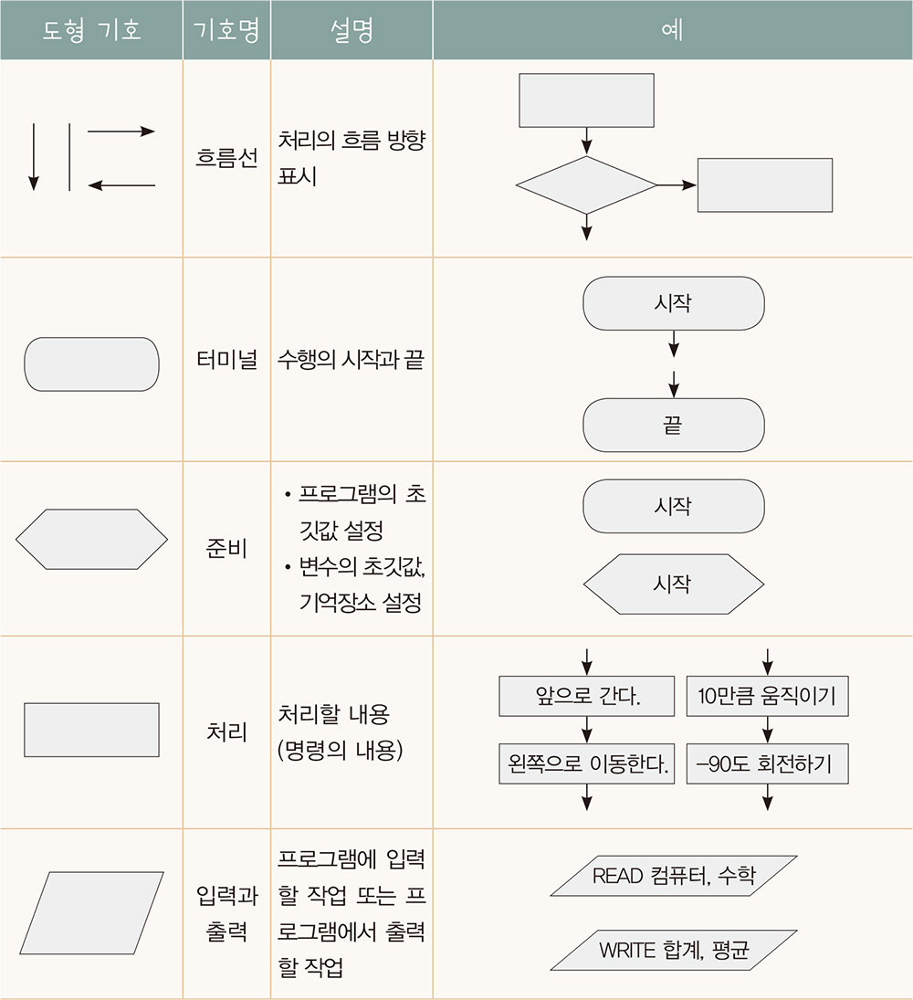 도형 기호 기호명 설명 예
흐름선
처리의 흐름 방향
표시
터미널
수행의 시작과 끝
시작
끝
준비
• 프로그램의 초
깃값 설정
• 변수의 초깃값,
기억장소 설정
시작
시작
처리
처리할 내용
(명령의 내용)
앞으로 간다.
왼쪽으로 이동한다.
10만큼 움직이기
–90도 회전하기
입력과
출력
프로그램에 입력
할 작업 또는 프
로그램에서 출력
할 작업
READ 컴퓨터, 수학
WRITE 합계, 평균